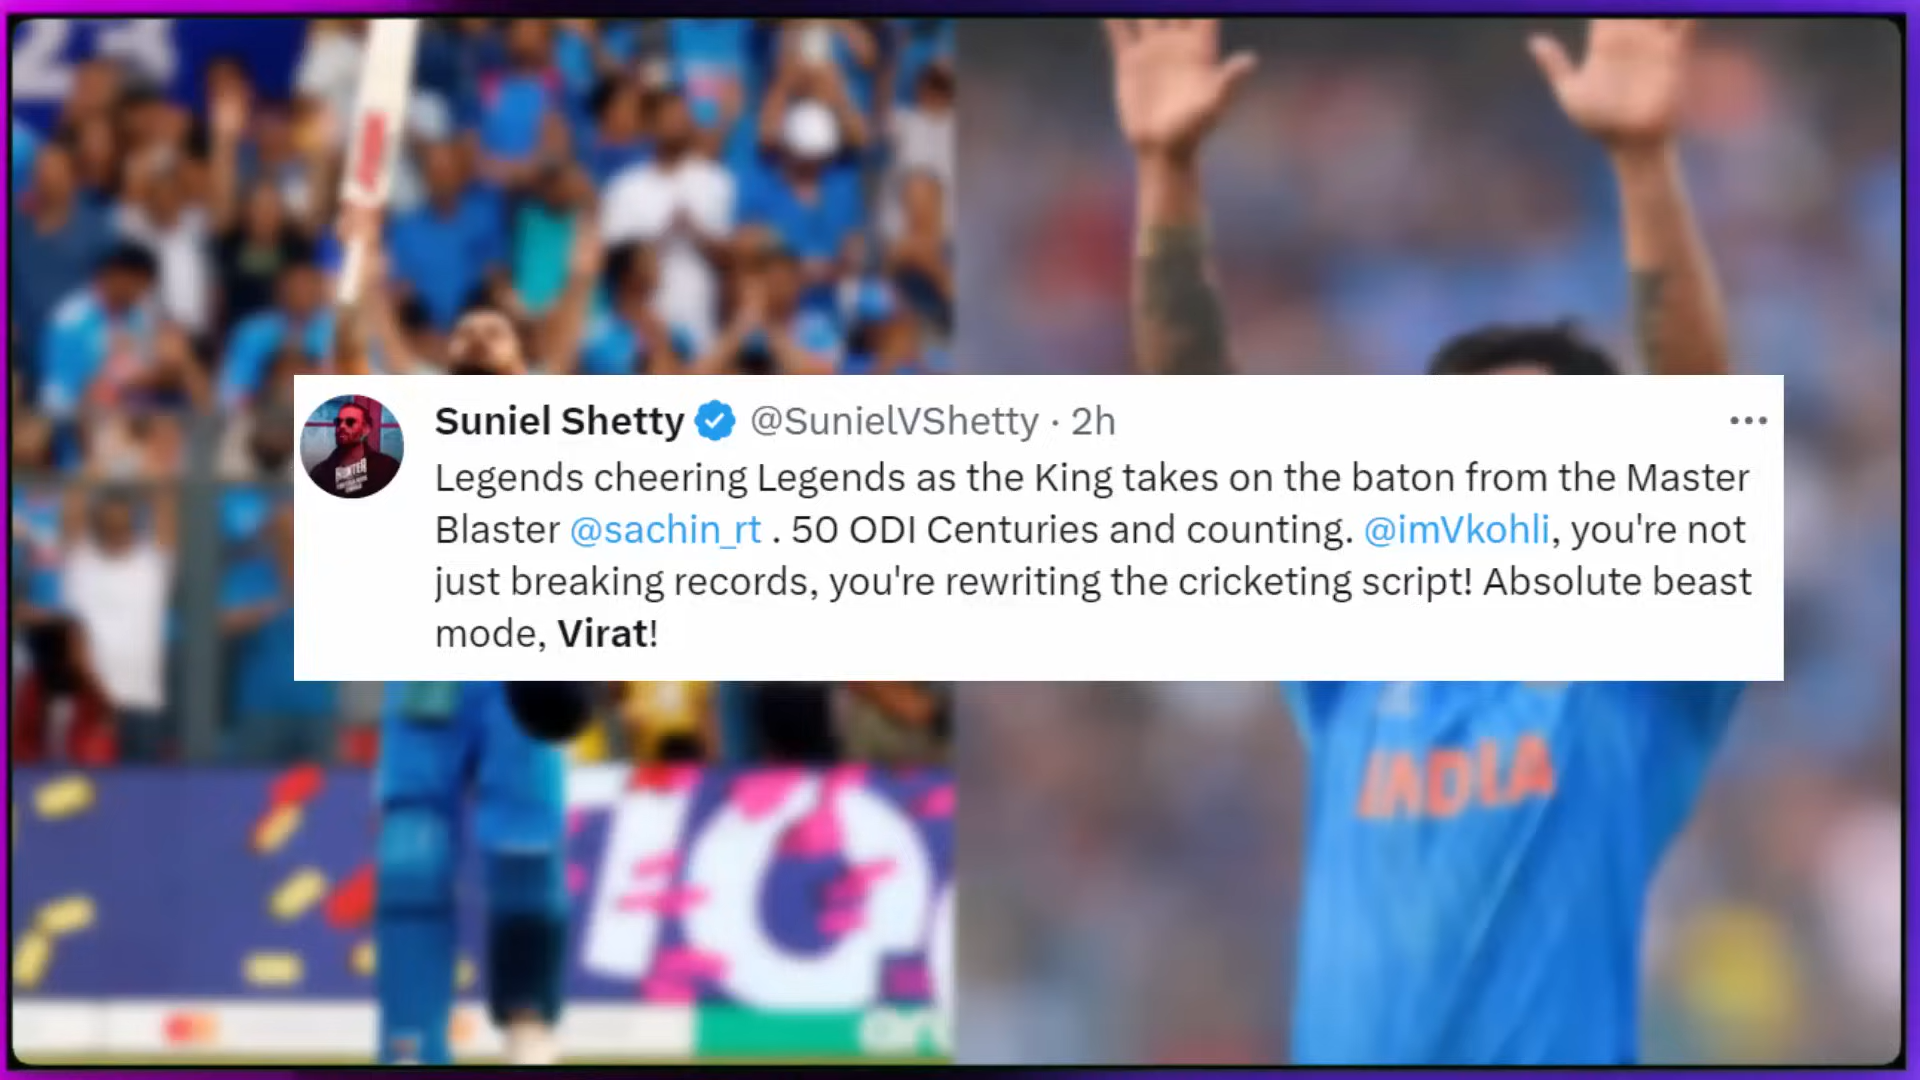 23
Suniel Shetty @SunielVShetty · 2h
Legends cheering Legends as the King takes on the baton from the Master
Blaster @sachin_rt . 50 ODI Centuries and counting. @imVkohli, you're not
just breaking records, you're rewriting the cricketing script! Absolute beast
mode, Virat!
INDIA